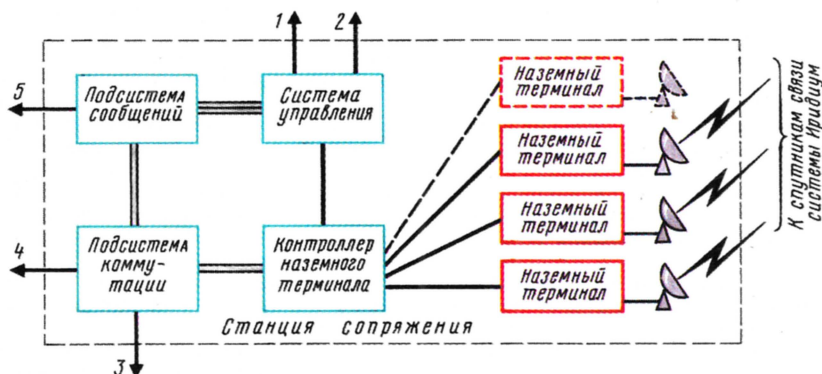 1
2
5
Подсистема
сообщений
Система
управления
Наземный
терминал
Наземный
терминал
Наземный
терминал
Наземный
терминал
4
Подсистема
комму-
тации
Контроллер
наземного
терминала
Станция сопряжения
3
К спутникам связи
системы Иридиум